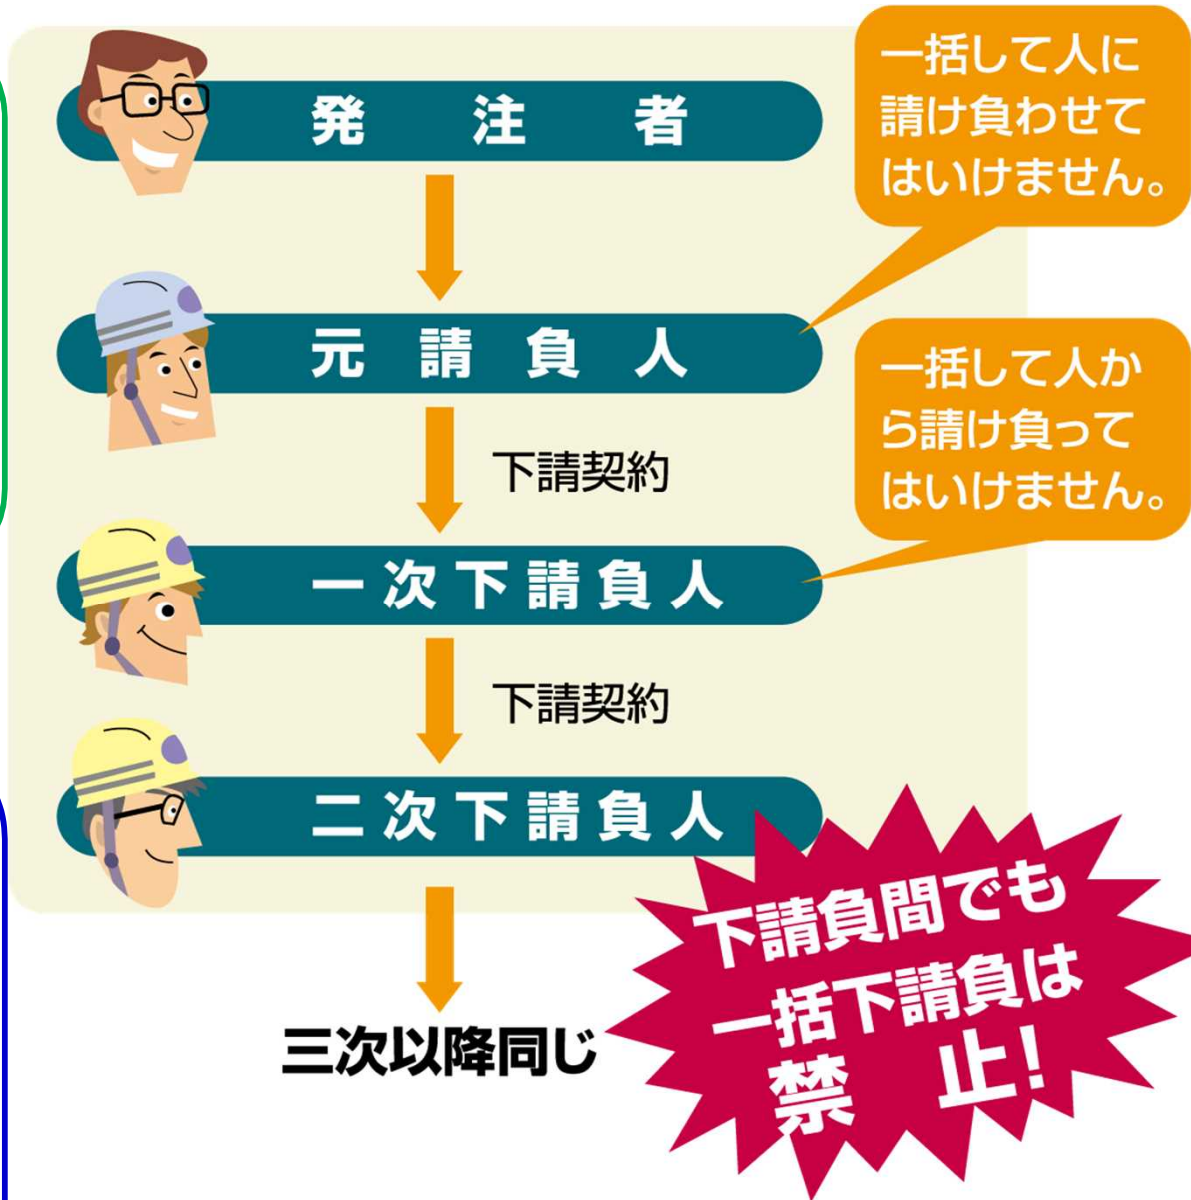 発注者
一括して人に
請け負わせて
はいけません。
元請負人
一括して人か
ら請け負って
はいけません。
下請契約
一次下請負人
下請契約
二次下請負人
下請負間でも
一括下請負は
禁止!
三次以降同じ